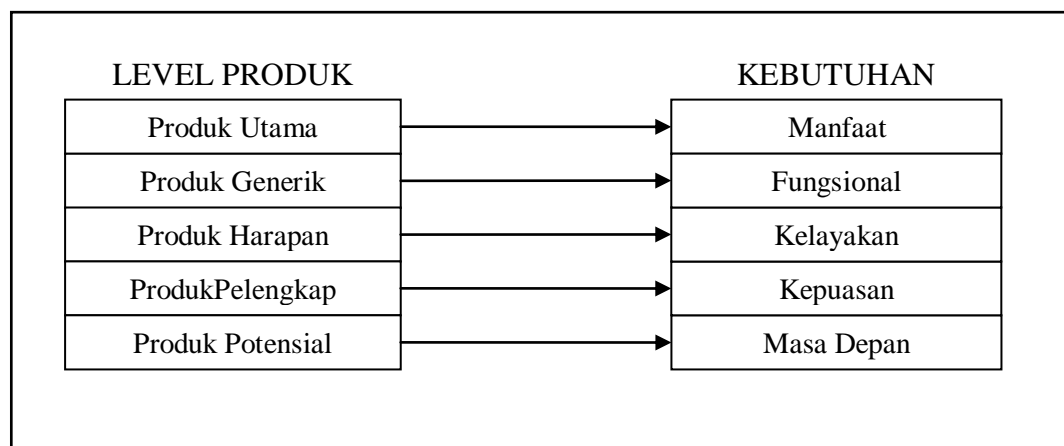 LEVEL PRODUK KEBUTUHAN
Produk Utama Manfaat
Produk Generik Fungsional
Produk Harapan Kelayakan
ProdukPelengkap Kepuasan
Produk Potensial Masa Depan